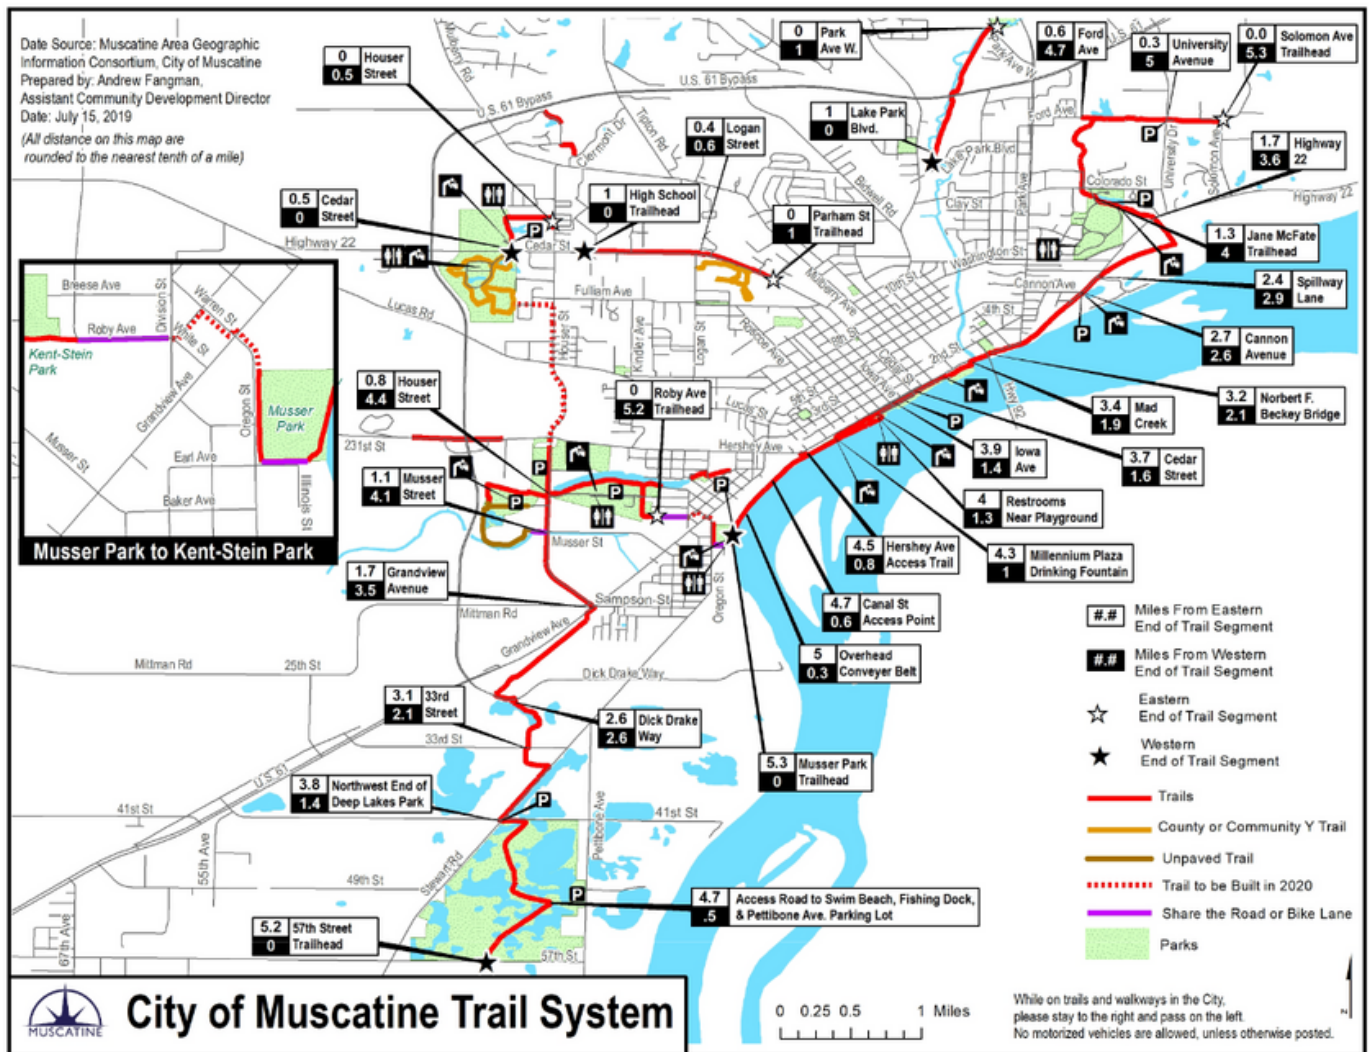 Date Source: Muscatine Area Geographic
Information Consortium, City of Muscatine
Prepared by: Andrew Fangman,
Assistant Community Development Director
Date: July 15, 2019
(All distance on this map are
rounded to the nearest tenth of a mile)
0 Houser
0.5 Street
0 Park
1 Ave W.
0.6 Ford
4.7 Ave
0.3 University
5 Avenue
0.0 Solomon Ave
5.3 Trailhead
1 Lake Park
0 Blvd.
0.4 Logan
0.6 Street
1.7 Highway
3.6 22
0.5 Cedar
0 Street
1 High School
0 Trailhead
0 Parham St
1 Trailhead
1.3 Jane McFate
4 Trailhead
2.4 Spillway
2.9 Lane
2.7 Cannon
2.6 Avenue
3.2 Norbert F.
2.1 Beckey Bridge
3.4 Mad
1.9 Creek
3.7 Cedar
1.6 Street
3.9 Iowa
1.4 Ave
4 Restrooms
1.3 Near Playground
4.3 Millennium Plaza
1 Drinking Fountain
4.5 Hershey Ave
0.8 Access Trail
4.7 Canal St
0.6 Access Point
5 Overhead
0.3 Conveyer Belt
5.3 Musser Park
0 Trailhead
0.8 Houser
4.4 Street
0 Roby Ave
5.2 Trailhead
1.1 Musser
4.1 Street
1.7 Grandview
3.5 Avenue
3.1 33rd
2.1 Street
2.6 Dick Drake
2.6 Way
3.8 Northwest End of
1.4 Deep Lakes Park
4.7 Access Road to Swim Beach, Fishing Dock,
.5 & Pettibone Ave. Parking Lot
5.2 57th Street
0 Trailhead
Mulberry Rd
U.S. 61 Bypass
U.S. 61 Bypass
Park Ave W
Clermont Dr
Tipton Rd
Bidwell Rd
Ford Ave
University Dr
Solomon Ave
Lake Park Blvd
Colorado St
Highway 22
Clay St
Park Ave
Washington St
Cannon Ave
Highway 22
Cedar St
Fulliam Ave
Lucas Rd
Houser St
Kindler Ave
Logan St
Roscoe Ave
Mulberry Ave
10th St
8th St
5th St
3rd St
Cedar St
Iowa Ave
2nd St
4th St
Hwy 92
Lucas St
Hershey Ave
231st St
Musser St
Oregon St
Sampson St
Grandview Ave
Mittman Rd
Mittman Rd
25th St
Dick Drake Way
33rd St
U.S. 61
41st St
41st St
55th Ave
49th St
Stewart Rd
Pettibone Ave
67th Ave
57th St
P
P
P
P
P
P
P
P
P
P
P
Breese Ave
Division St
Warren St
Roby Ave
White St
Kent-Stein
Park
Grandview Ave
Oregon St
Musser
Park
Musser St
Earl Ave
Baker Ave
Illinois St
Musser Park to Kent-Stein Park
#.# Miles From Eastern
End of Trail Segment
#.# Miles From Western
End of Trail Segment
Eastern
End of Trail Segment
Western
End of Trail Segment
Trails
County or Community Y Trail
Unpaved Trail
Trail to be Built in 2020
Share the Road or Bike Lane
Parks
MUSCATINE
City of Muscatine Trail System
0 0.25 0.5 1 Miles
While on trails and walkways in the City,
please stay to the right and pass on the left.
No motorized vehicles are allowed, unless otherwise posted.
N